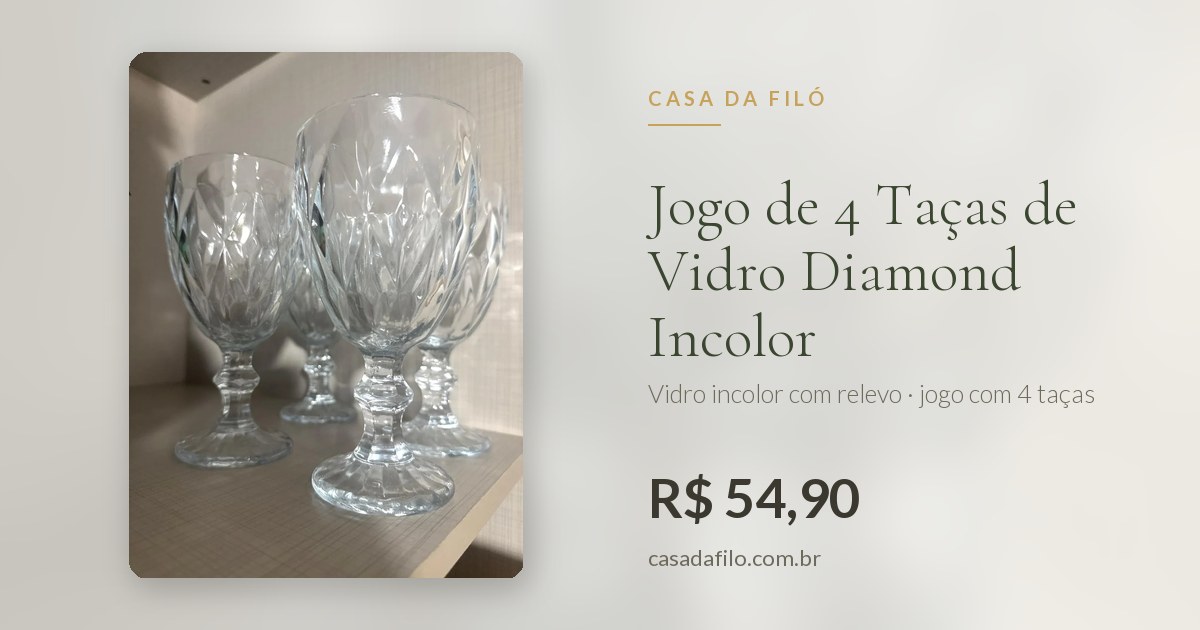 CASA DA FILÓ
Jogo de 4 Taças de
Vidro Diamond
Incolor
Vidro incolor com relevo · jogo com 4 taças
R$ 54,90
casadafilo.com.br